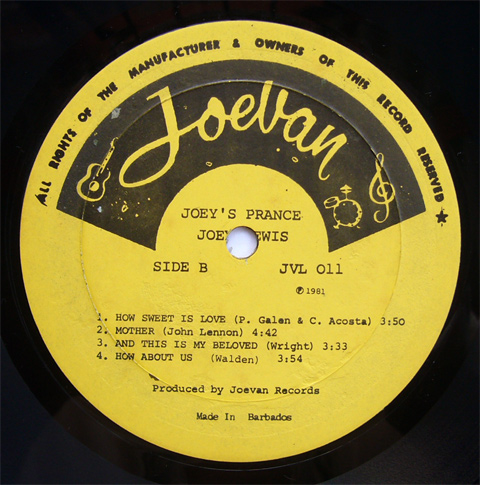 ALL RIGHTS OF THE MANUFACTURER & OWNERS OF THIS RECORD RESERVED
Joevan
JOEY'S PRANCE
JOEY LEWIS
SIDE B JVL 011
℗ 1981
1. HOW SWEET IS LOVE (P. Galen & C. Acosta) 3:50
2. MOTHER (John Lennon) 4:42
3. AND THIS IS MY BELOVED (Wright) 3:33
4. HOW ABOUT US (Walden) 3:54
Produced by Joevan Records
Made In Barbados